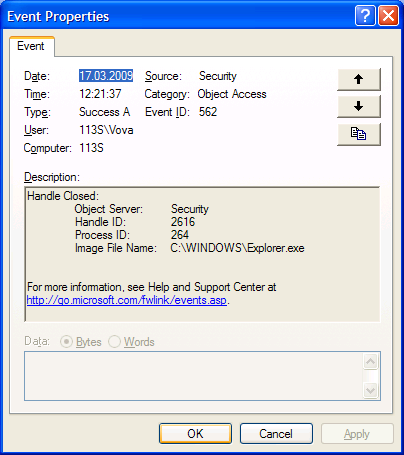 Event Properties
Event
Date: 17.03.2009 Source: Security
Time: 12:21:37 Category: Object Access
Type: Success A Event ID: 562
User: 113S\Vova
Computer: 113S
Description:
Handle Closed:
Object Server: Security
Handle ID: 2616
Process ID: 264
Image File Name: C:\WINDOWS\Explorer.exe
For more information, see Help and Support Center at
http://go.microsoft.com/fwlink/events.asp.
Data: Bytes Words
OK Cancel Apply